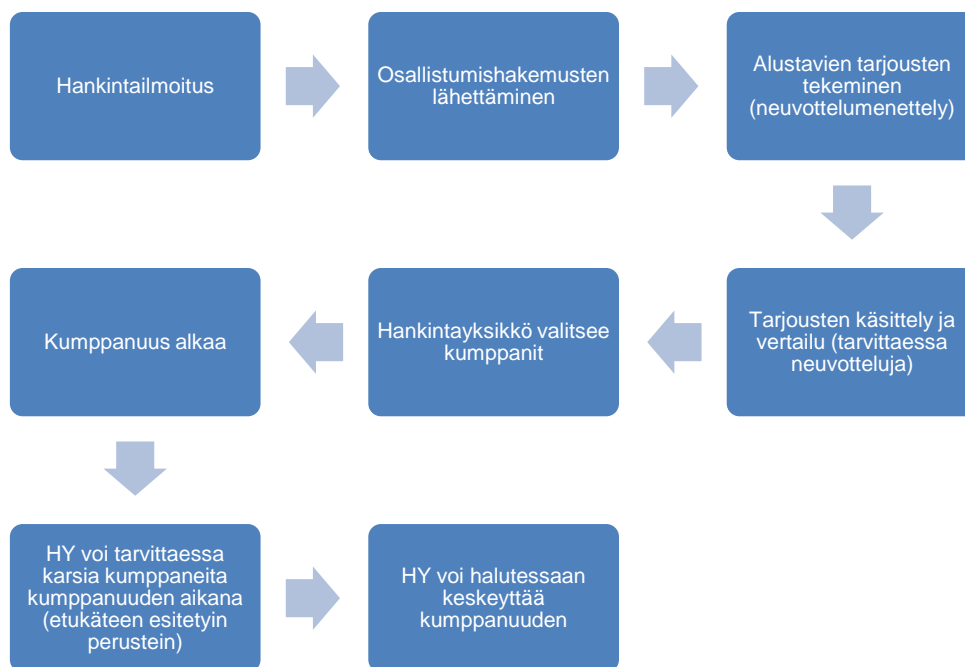 Hankintailmoitus
Osallistumishakemusten
lähettäminen
Alustavien tarjousten
tekeminen
(neuvottelumenettely)
Tarjousten käsittely ja
vertailu (tarvittaessa
neuvotteluja)
Hankintayksikkö valitsee
kumppanit
Kumppanuus alkaa
HY voi tarvittaessa
karsia kumppaneita
kumppanuuden aikana
(etukäteen esitetyin
perustein)
HY voi halutessaan
keskeyttää
kumppanuuden